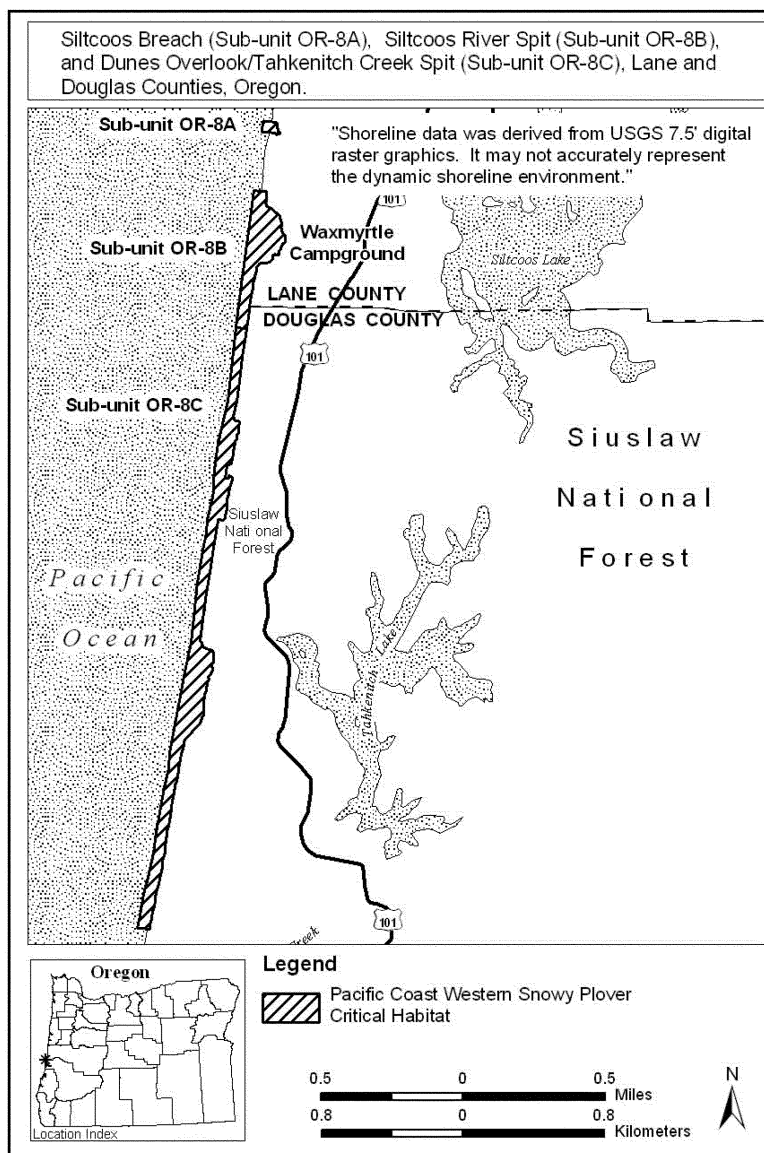 Siltcoos Breach (Sub-unit OR-8A), Siltcoos River Spit (Sub-unit OR-8B),
and Dunes Overlook/Tahkenitch Creek Spit (Sub-unit OR-8C), Lane and
Douglas Counties, Oregon.
Sub-unit OR-8A
"Shoreline data was derived from USGS 7.5' digital
raster graphics. It may not accurately represent
the dynamic shoreline environment."
101
Sub-unit OR-8B
Waxmyrtle
Campground
Siltcoos Lake
LANE COUNTY
DOUGLAS COUNTY
101
Sub-unit OR-8C
Siuslaw
National
Forest
Siuslaw
National
Forest
Pacific
Ocean
Tahkenitch Lake
101
Creek
Oregon
Location Index
Legend
Pacific Coast Western Snowy Plover
Critical Habitat
0.5 0 0.5
Miles
0.8 0 0.8
Kilometers
N